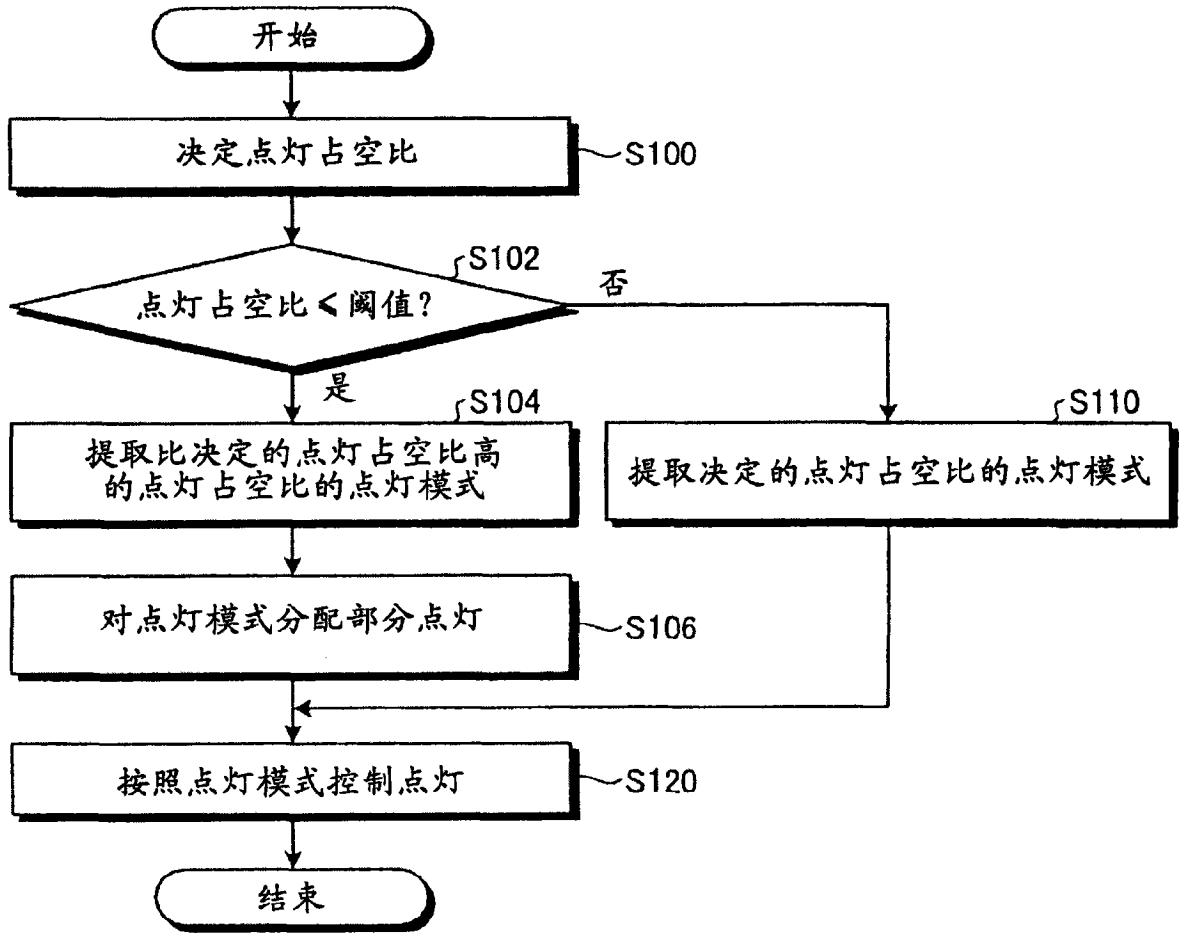 开始
决定点灯占空比
S100
S102
点灯占空比≤阈值?
否
是
S104
提取比决定的点灯占空比高
的点灯占空比的点灯模式
S110
提取决定的点灯占空比的点灯模式
对点灯模式分配部分点灯
S106
按照点灯模式控制点灯
S120
结束